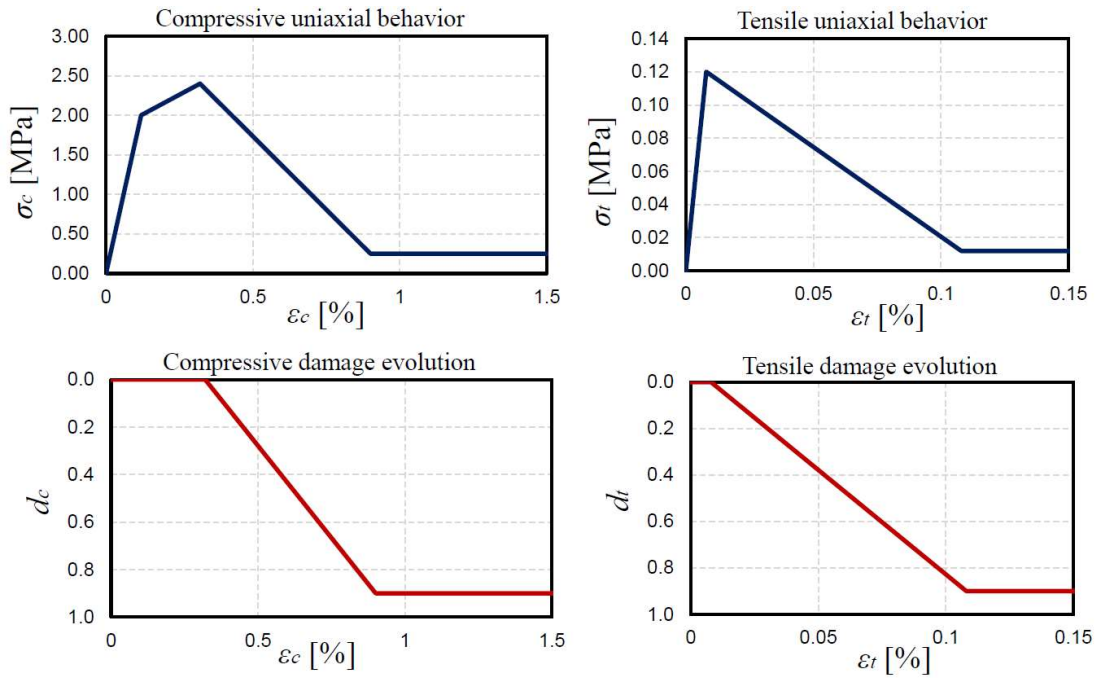 Compressive uniaxial behavior
3.00
2.50
2.00
1.50
1.00
0.50
0.00
σc [MPa]
0 0.5 1 1.5
εc [%]
Tensile uniaxial behavior
0.14
0.12
0.10
0.08
0.06
0.04
0.02
0.00
σt [MPa]
0 0.05 0.1 0.15
εt [%]
Compressive damage evolution
0.0
0.2
0.4
0.6
0.8
1.0
dc
0 0.5 1 1.5
εc [%]
Tensile damage evolution
0.0
0.2
0.4
0.6
0.8
1.0
dt
0 0.05 0.1 0.15
εt [%]